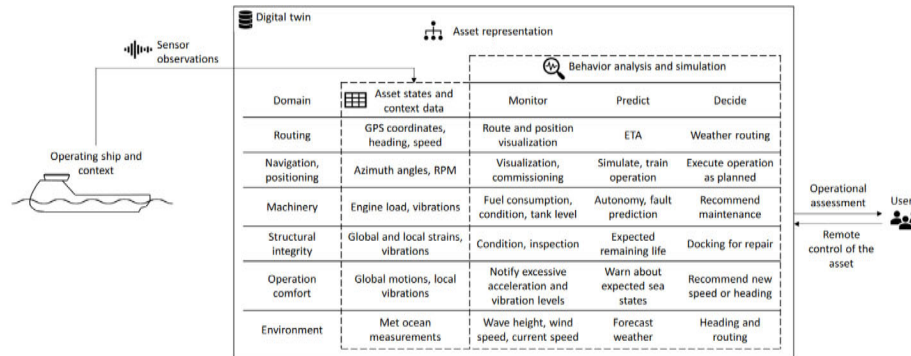 Digital twin
Asset representation
Sensor
observations
Behavior analysis and simulation
Domain
Asset states and
context data
Monitor
Predict
Decide
Routing
GPS coordinates,
heading, speed
Route and position
visualization
ETA
Weather routing
Operating ship and
context
Navigation,
positioning
Azimuth angles, RPM
Visualization,
commissioning
Simulate, train
operation
Execute operation
as planned
Machinery
Engine load, vibrations
Fuel consumption,
condition, tank level
Autonomy, fault
prediction
Recommend
maintenance
Operational
assessment
User
Remote
control of the
asset
Structural
integrity
Global and local strains,
vibrations
Condition, inspection
Expected
remaining life
Docking for repair
Operation
comfort
Global motions, local
vibrations
Notify excessive
acceleration and
vibration levels
Warn about
expected sea
states
Recommend new
speed or heading
Environment
Met ocean
measurements
Wave height, wind
speed, current speed
Forecast
weather
Heading and
routing